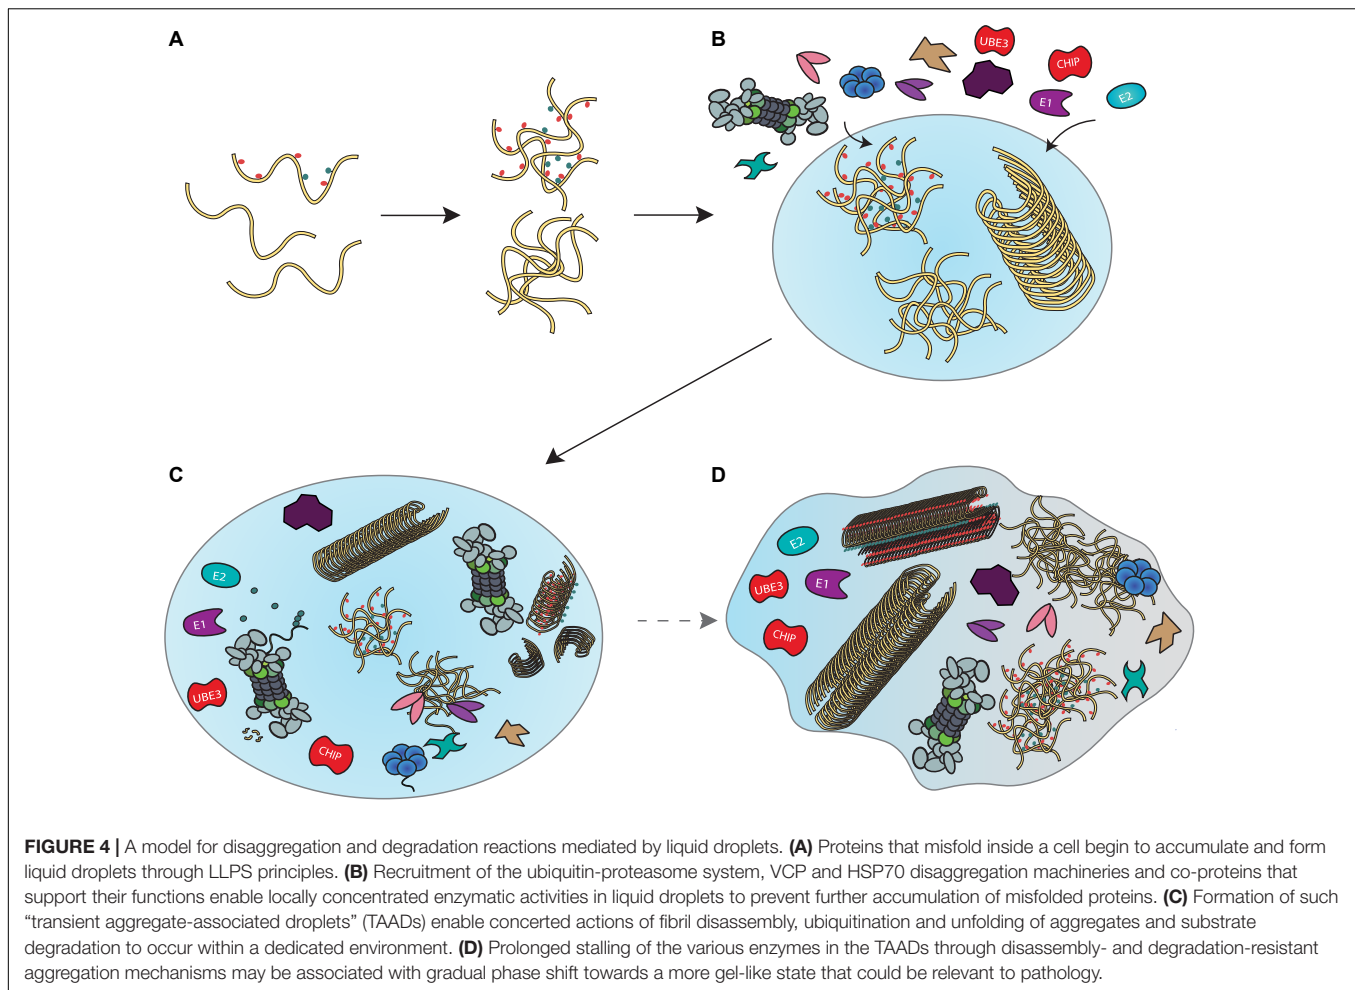 A
B
UBE3
CHIP
E1
E2
C
D
E2
E1
UBE3
CHIP
E2
UBE3
E1
CHIP
FIGURE 4 | A model for disaggregation and degradation reactions mediated by liquid droplets. (A) Proteins that misfold inside a cell begin to accumulate and form
liquid droplets through LLPS principles. (B) Recruitment of the ubiquitin-proteasome system, VCP and HSP70 disaggregation machineries and co-proteins that
support their functions enable locally concentrated enzymatic activities in liquid droplets to prevent further accumulation of misfolded proteins. (C) Formation of such
“transient aggregate-associated droplets” (TAADs) enable concerted actions of fibril disassembly, ubiquitination and unfolding of aggregates and substrate
degradation to occur within a dedicated environment. (D) Prolonged stalling of the various enzymes in the TAADs through disassembly- and degradation-resistant
aggregation mechanisms may be associated with gradual phase shift towards a more gel-like state that could be relevant to pathology.